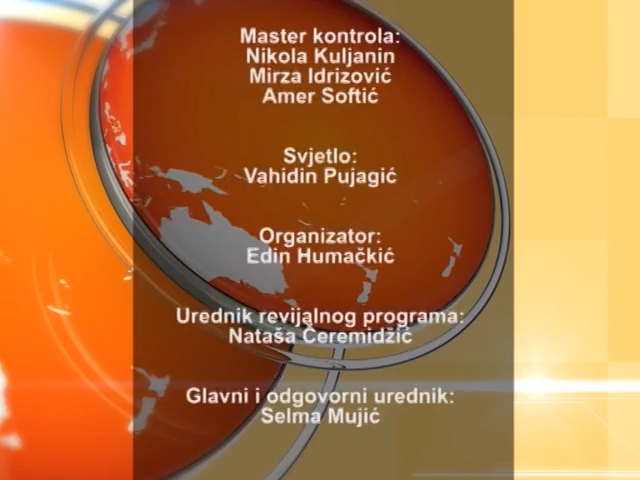 Master kontrola:
Nikola Kuljanin
Mirza Idrizović
Amer Softić
Svjetlo:
Vahidin Pujagić
Organizator:
Edin Humačkić
Urednik revijalnog programa:
Nataša Čeremidžić
Glavni i odgovorni urednik:
Selma Mujić